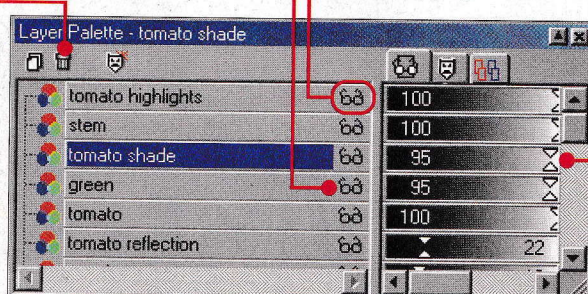 Layer Palette - tomato shade
tomato highlights 100
stem 100
tomato shade 95
green 95
tomato 100
tomato reflection 22